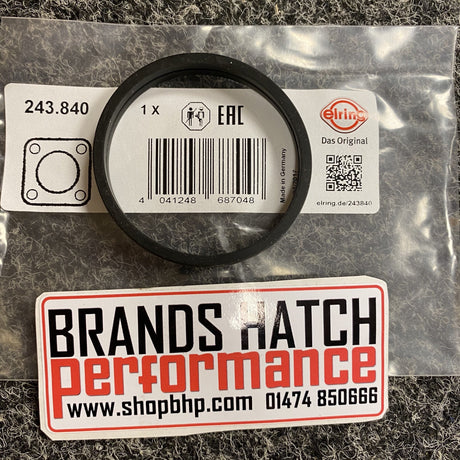 243.840
1 X
EAC
elring
Das Original
4 041248 687048
Made in Germany
elring.de/243840
BRANDS HATCH
performance
www.shopbhp.com 01474 850666